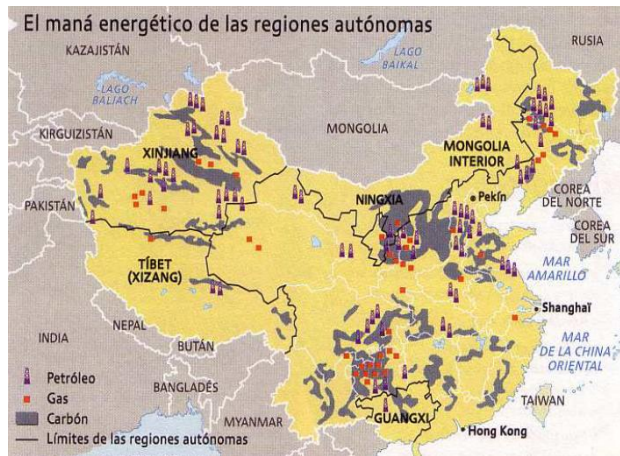 El maná energético de las regiones autónomas
KAZAJISTÁN
LAGO
BAIKAL
RUSIA
LAGO
BALIACH
KIRGUIZISTÁN
MONGOLIA
XINJIANG
MONGOLIA
INTERIOR
PAKISTÁN
NINGXIA
Pekín
COREA
DEL NORTE
COREA
DEL SUR
TÍBET
(XIZANG)
MAR
AMARILLO
Shanghaï
INDIA
NEPAL
BUTÁN
MAR
DE LA CHINA
ORIENTAL
BANGLADÉS
MYANMAR
GUANGXI
TAIWAN
Hong Kong
Petróleo
Gas
Carbón
Límites de las regiones autónomas